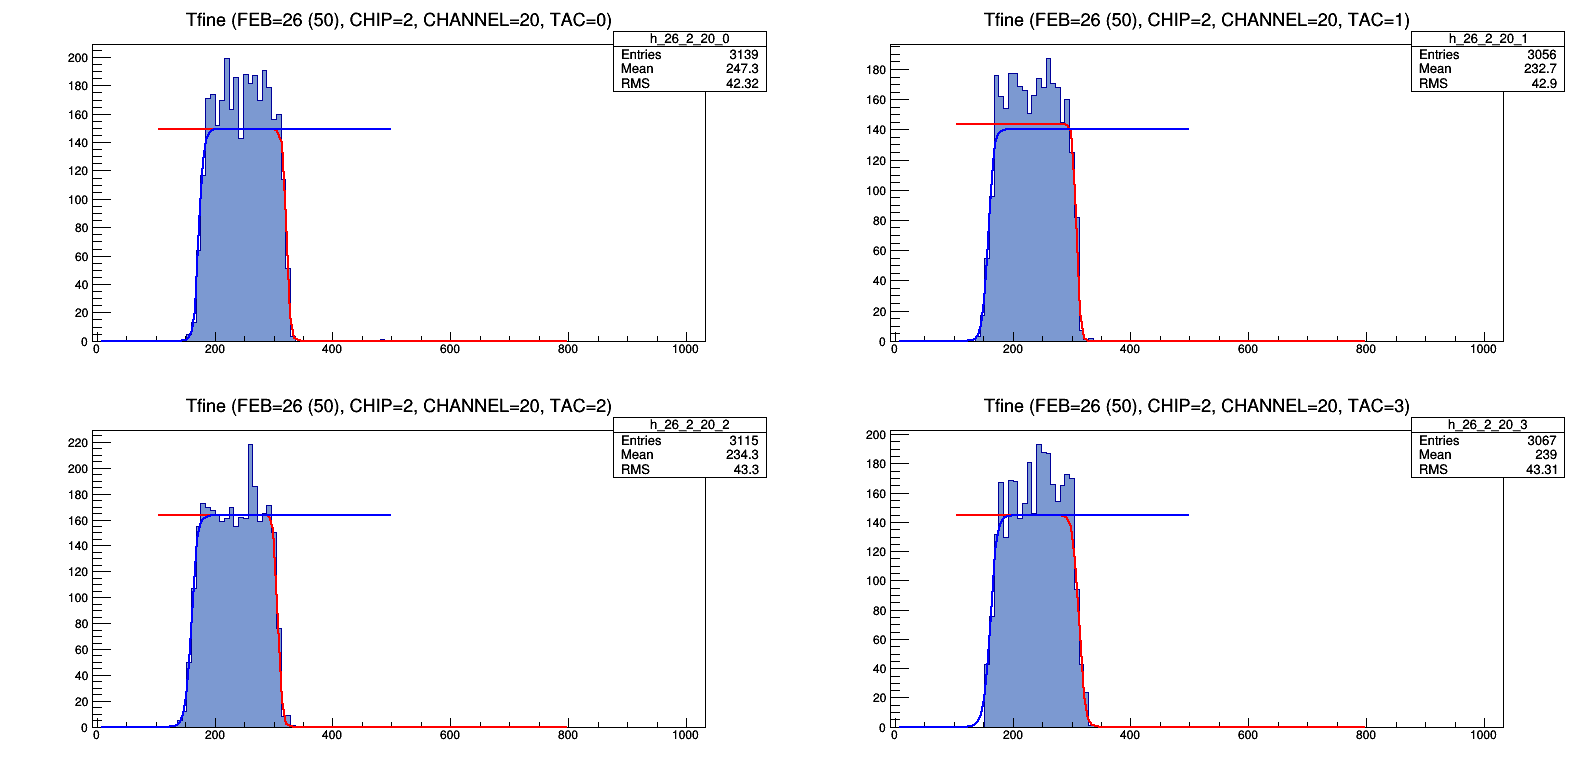 Tfine (FEB=26 (50), CHIP=2, CHANNEL=20, TAC=0)
h_26_2_20_0
Entries 3139
Mean 247.3
RMS 42.32
200
180
160
140
120
100
80
60
40
20
0
0 200 400 600 800 1000
Tfine (FEB=26 (50), CHIP=2, CHANNEL=20, TAC=1)
h_26_2_20_1
Entries 3056
Mean 232.7
RMS 42.9
180
160
140
120
100
80
60
40
20
0
0 200 400 600 800 1000
Tfine (FEB=26 (50), CHIP=2, CHANNEL=20, TAC=2)
h_26_2_20_2
Entries 3115
Mean 234.3
RMS 43.3
220
200
180
160
140
120
100
80
60
40
20
0
0 200 400 600 800 1000
Tfine (FEB=26 (50), CHIP=2, CHANNEL=20, TAC=3)
h_26_2_20_3
Entries 3067
Mean 239
RMS 43.31
200
180
160
140
120
100
80
60
40
20
0
0 200 400 600 800 1000